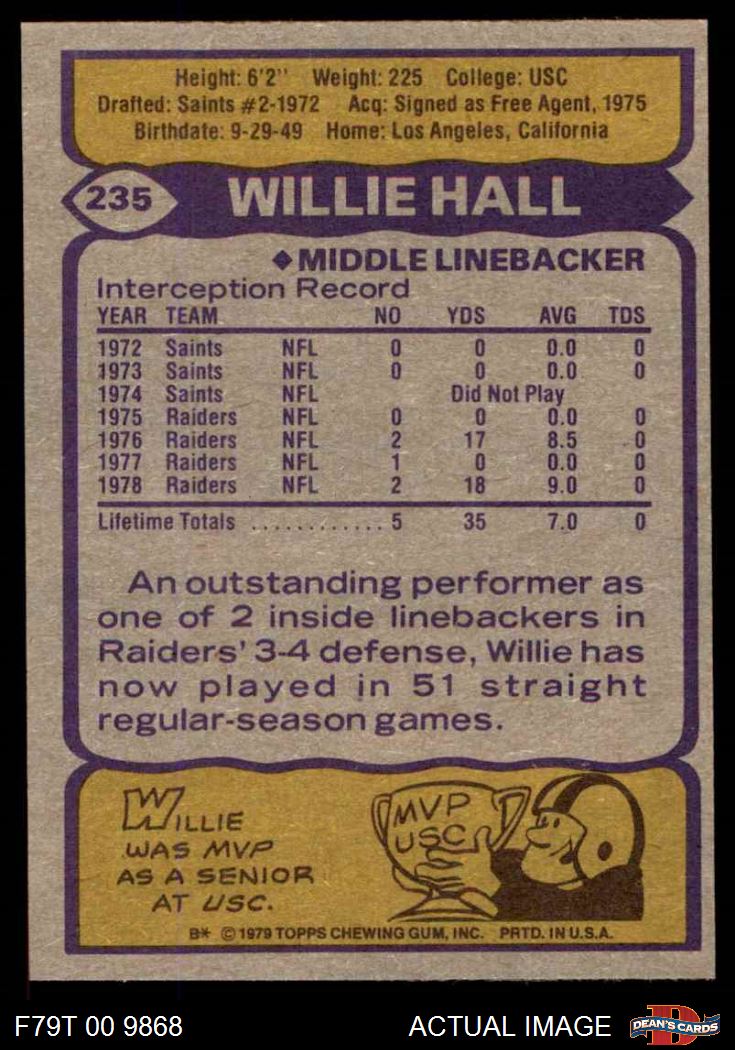 Height: 6'2" Weight: 225 College: USC
Drafted: Saints #2-1972 Acq: Signed as Free Agent, 1975
Birthdate: 9-29-49 Home: Los Angeles, California
235 WILLIE HALL
◆MIDDLE LINEBACKER
Interception Record
YEAR TEAM NO YDS AVG TDS
1972 Saints NFL 0 0 0.0 0
1973 Saints NFL 0 0 0.0 0
1974 Saints NFL Did Not Play
1975 Raiders NFL 0 0 0.0 0
1976 Raiders NFL 2 17 8.5 0
1977 Raiders NFL 1 0 0.0 0
1978 Raiders NFL 2 18 9.0 0
Lifetime Totals ............ 5 35 7.0 0
An outstanding performer as
one of 2 inside linebackers in
Raiders' 3-4 defense, Willie has
now played in 51 straight
regular-season games.
WILLIE
WAS MVP
AS A SENIOR
AT USC.
MVP
USC
B* © 1979 TOPPS CHEWING GUM, INC. PRTD. IN U.S.A.
F79T 00 9868 ACTUAL IMAGE D DEAN'S CARDS